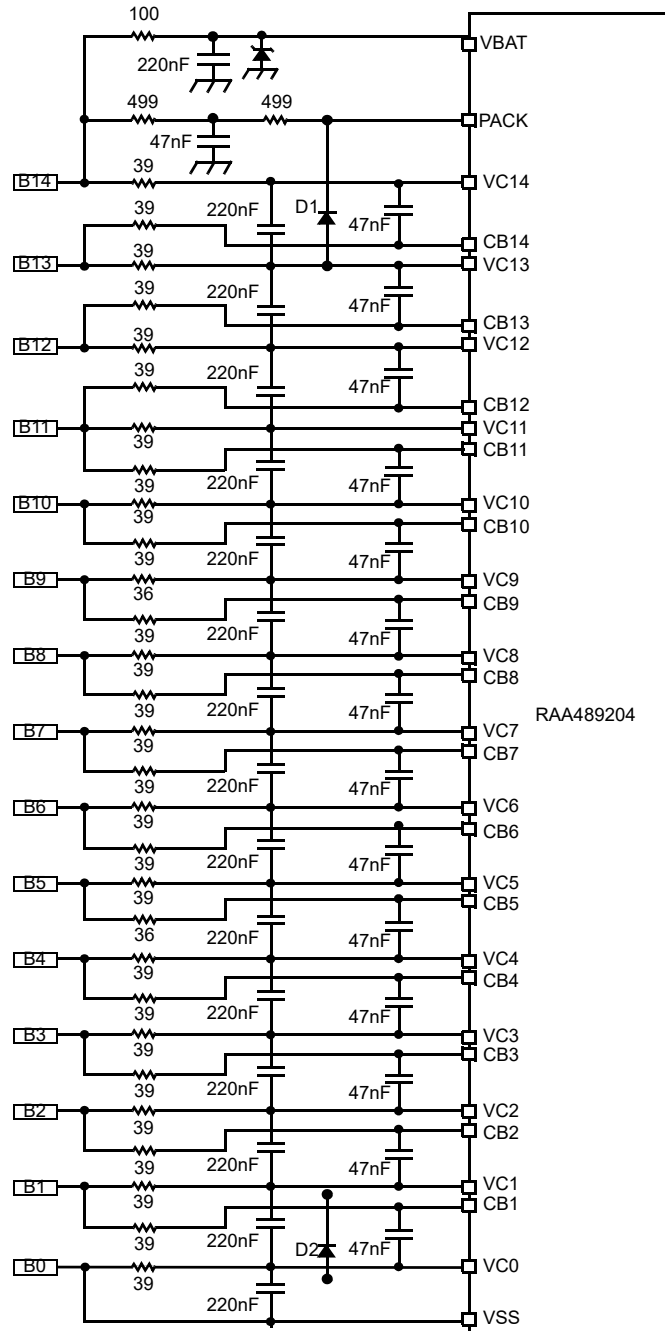 100
VBAT
220nF
499 499
PACK
47nF
39
B14 VC14
39 220nF D1 47nF
39 CB14
B13 VC13
39 220nF 47nF
39 CB13
B12 VC12
39 220nF 47nF
CB12
B11 VC11
39 CB11
39 220nF 47nF
B10 VC10
39 CB10
39 220nF 47nF
B9 VC9
36 CB9
39 220nF 47nF
B8 VC8
39 CB8
39 220nF 47nF
RAA489204
B7 VC7
39 CB7
39 220nF 47nF
B6 VC6
39 CB6
39 220nF 47nF
B5 VC5
39 CB5
36 220nF 47nF
B4 VC4
39 CB4
39 220nF 47nF
B3 VC3
39 CB3
39 220nF 47nF
B2 VC2
39 CB2
39 220nF 47nF
B1 VC1
39 CB1
39 220nF D2 47nF
B0 VC0
39
220nF
VSS